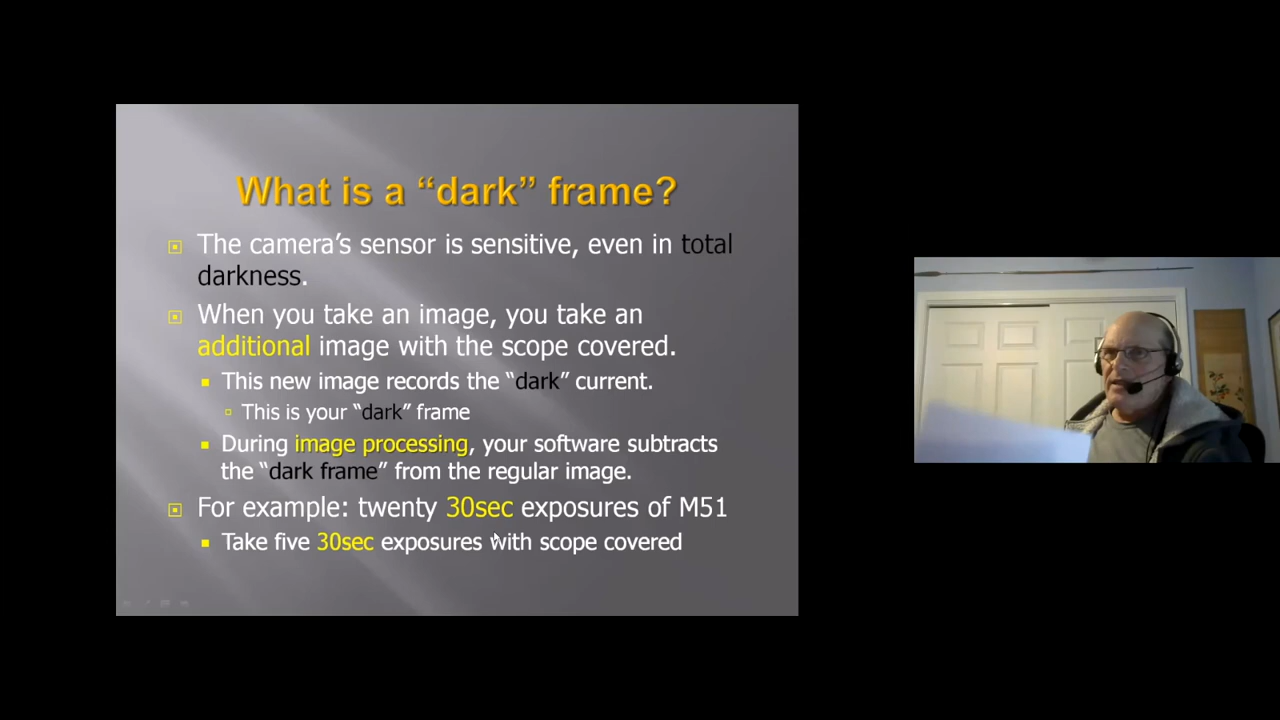 What is a “dark” frame?
The camera’s sensor is sensitive, even in total
darkness.
When you take an image, you take an
additional image with the scope covered.
This new image records the “dark” current.
This is your “dark” frame
During image processing, your software subtracts
the “dark frame” from the regular image.
For example: twenty 30sec exposures of M51
Take five 30sec exposures with scope covered